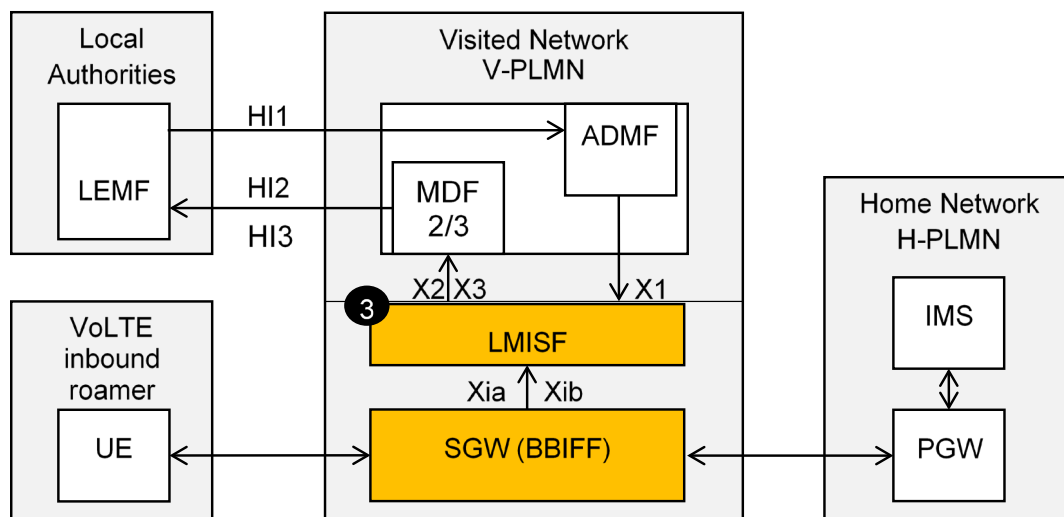 Local
Authorities
LEMF
HI1
HI2
HI3
Visited Network
V-PLMN
ADMF
MDF
2/3
X2 X3
X1
3
LMISF
Xia Xib
SGW (BBIFF)
VoLTE
inbound
roamer
UE
Home Network
H-PLMN
IMS
PGW